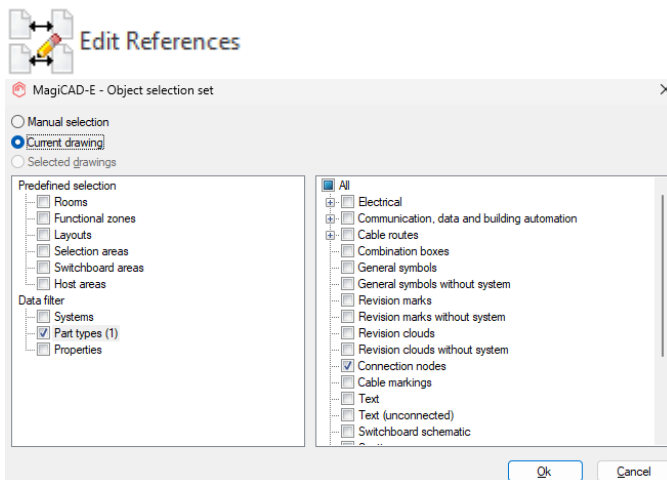 Edit References
MagiCAD-E - Object selection set
Manual selection
Current drawing
Selected drawings
Predefined selection
Rooms
Functional zones
Layouts
Selection areas
Switchboard areas
Host areas
Data filter
Systems
Part types (1)
Properties
All
Electrical
Communication, data and building automation
Cable routes
Combination boxes
General symbols
General symbols without system
Revision marks
Revision marks without system
Revision clouds
Revision clouds without system
Connection nodes
Cable markings
Text
Text (unconnected)
Switchboard schematic
Ok
Cancel